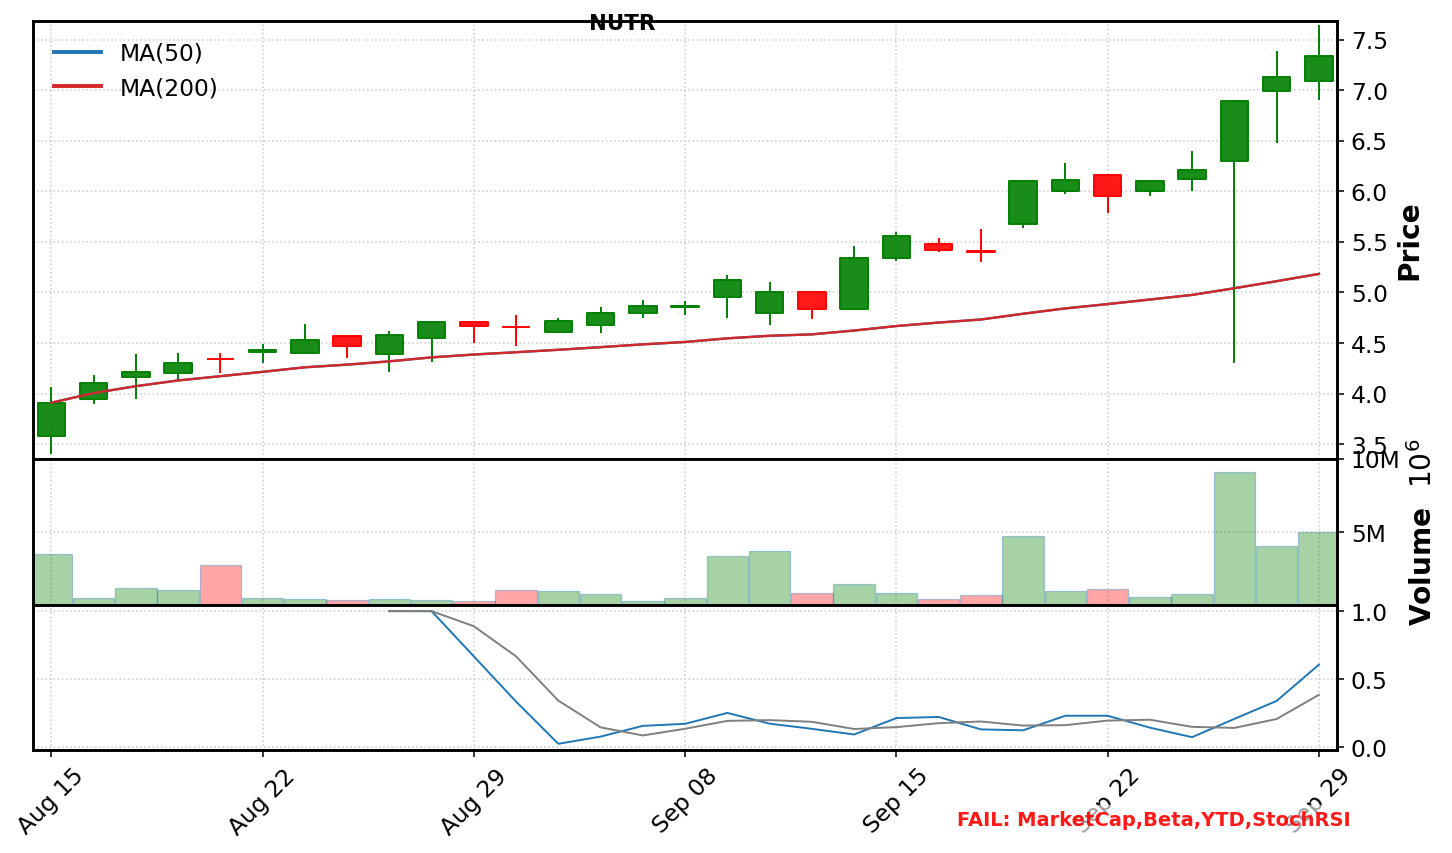 NUTR
MA(50)
MA(200)
7.5
7.0
6.5
6.0
5.5
5.0
4.5
4.0
3.5
Price
10M
5M
Volume 10^6
1.0
0.5
0.0
Aug 15
Aug 22
Aug 29
Sep 08
Sep 15
Sep 22
Sep 29
FAIL: MarketCap,Beta,YTD,StochRSI